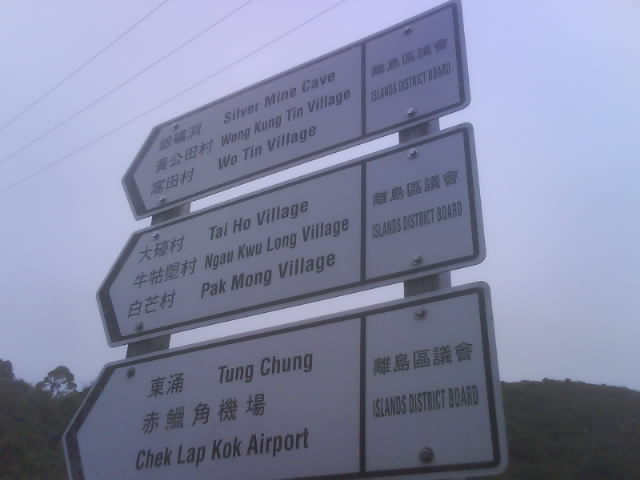 銀礦洞 Silver Mine Cave
黃公田村 Wong Kung Tin Village
窩田村 Wo Tin Village
離島區議會
ISLANDS DISTRICT BOARD
大蠔村 Tai Ho Village
牛牯塱村 Ngau Kwu Long Village
白芒村 Pak Mong Village
離島區議會
ISLANDS DISTRICT BOARD
東涌 Tung Chung
赤鱲角機場
Chek Lap Kok Airport
離島區議會
ISLANDS DISTRICT BOARD